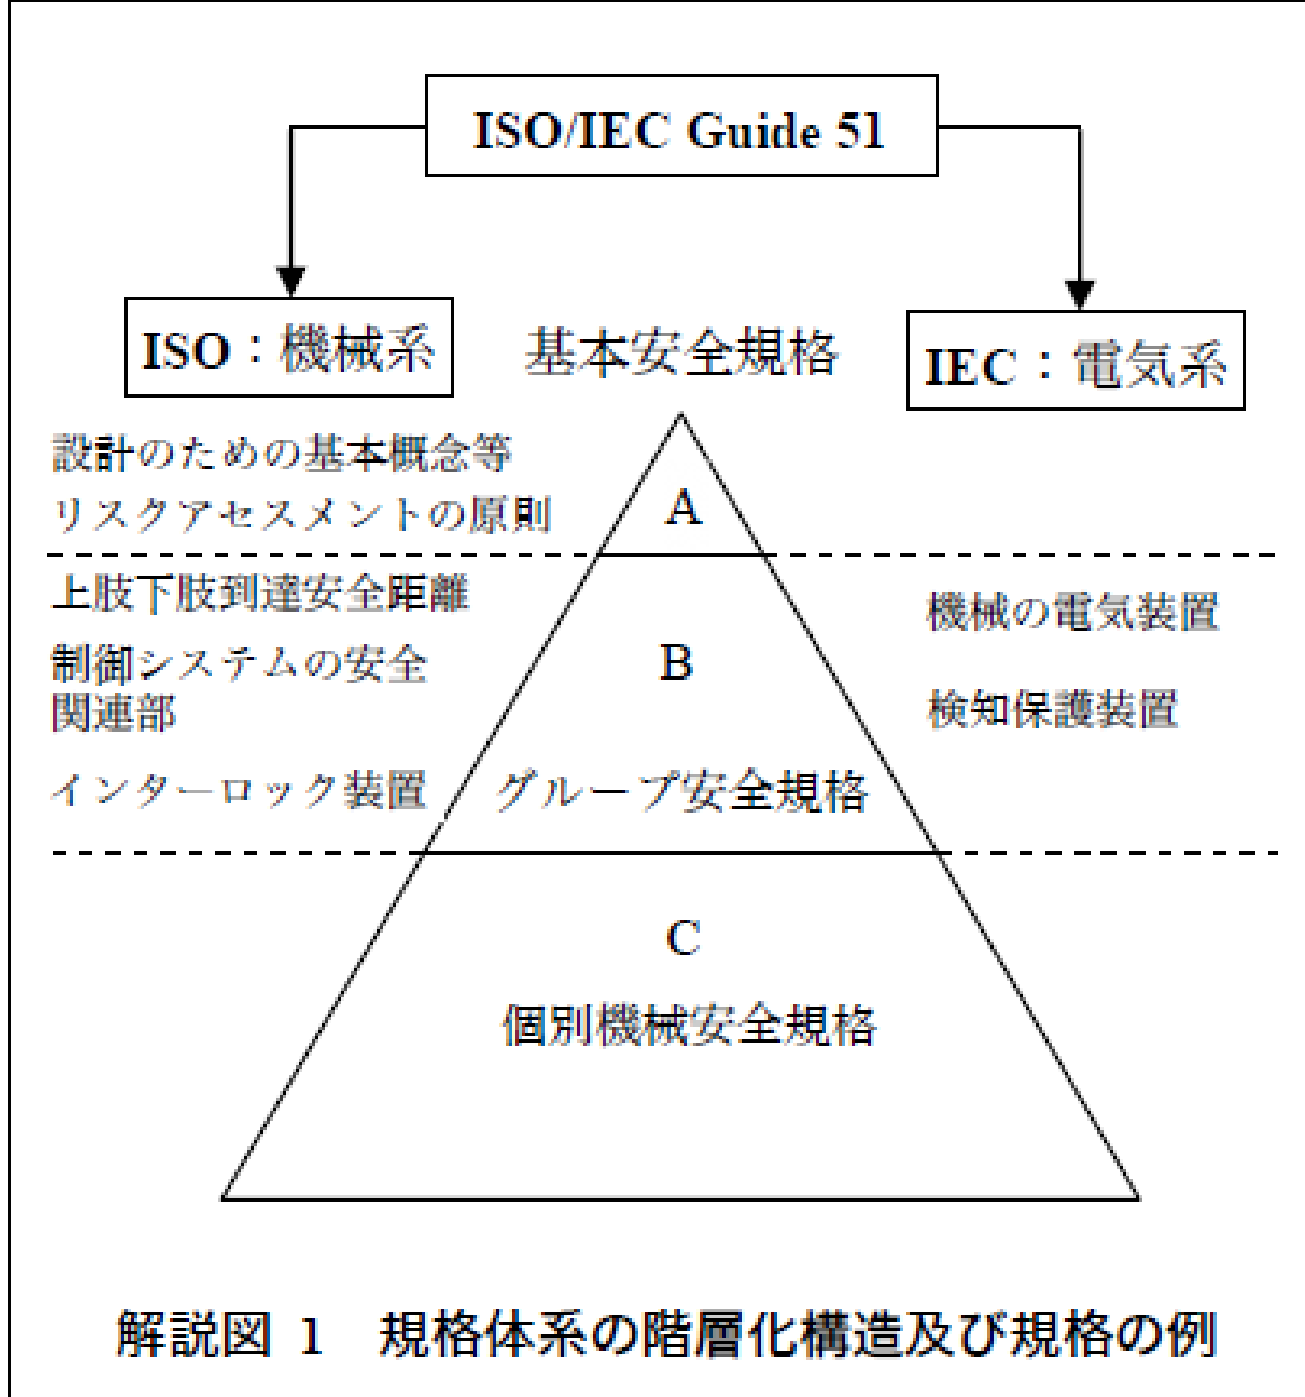 ISO/IEC Guide 51
ISO：機械系
基本安全規格
IEC：電気系
設計のための基本概念等
リスクアセスメントの原則
A
上肢下肢到達安全距離
制御システムの安全
関連部
インターロック装置
B
グループ安全規格
機械の電気装置
検知保護装置
C
個別機械安全規格
解説図 1　規格体系の階層化構造及び規格の例